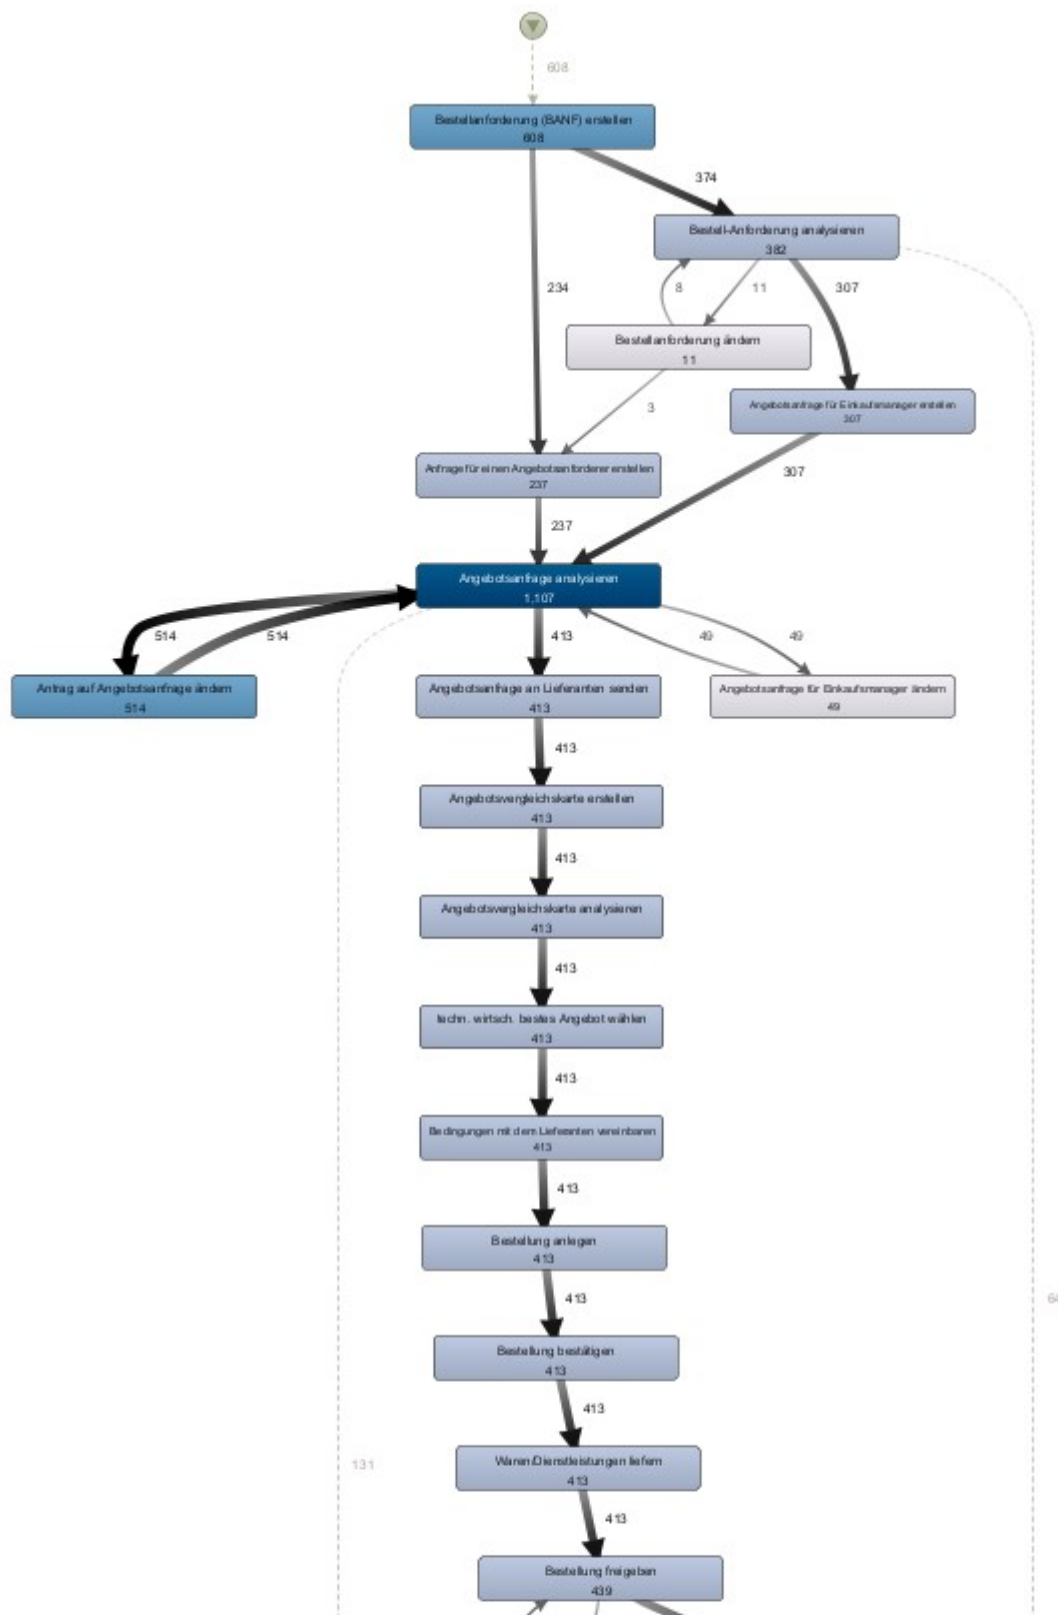 608
Bestellanforderung (BANF) erstellen
608
374
Bestell-Anforderung analysieren
382
234
8
11
307
Bestellanforderung ändern
11
Angebotsanfrage für Einkaufsmanager erstellen
307
3
Anfrage für einen Angebotsanforderer erstellen
237
307
237
Angebotsanfrage analysieren
1,107
514
514
413
49
49
Antrag auf Angebotsanfrage ändern
514
Angebotsanfrage an Lieferanten senden
413
Angebotsanfrage für Einkaufsmanager ändern
49
413
Angebotsvergleichskarte erstellen
413
413
Angebotsvergleichskarte analysieren
413
413
techn. wirtsch. bestes Angebot wählen
413
413
Bedingungen mit dem Lieferanten vereinbaren
413
413
Bestellung anlegen
413
413
Bestellung bestätigen
413
413
Waren/Dienstleistungen liefern
413
131
413
Bestellung freigeben
439